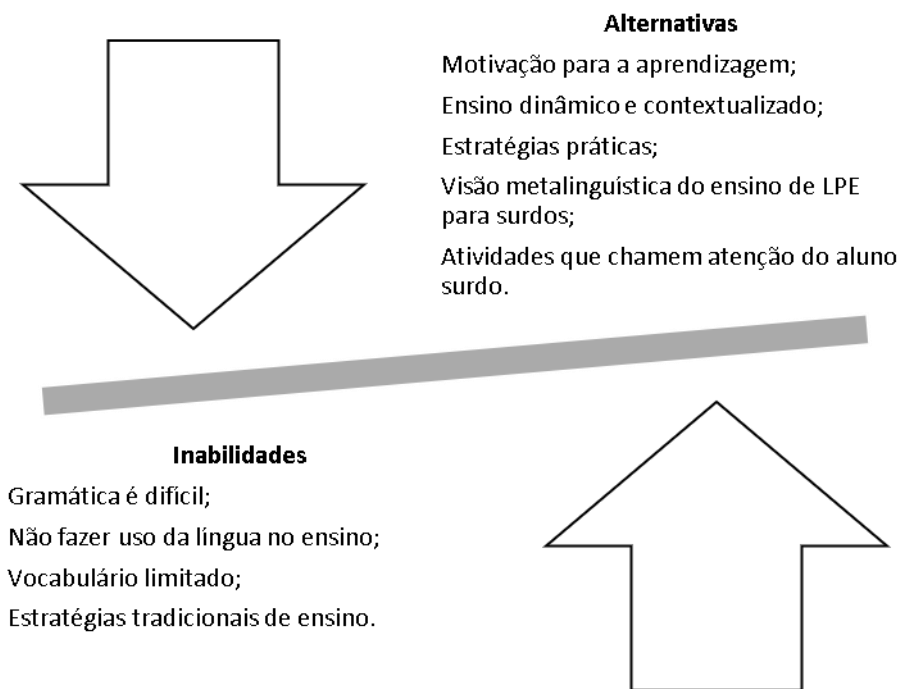 Alternativas
Motivação para a aprendizagem;
Ensino dinâmico e contextualizado;
Estratégias práticas;
Visão metalinguística do ensino de LPE
para surdos;
Atividades que chamem atenção do aluno
surdo.
Inabilidades
Gramática é difícil;
Não fazer uso da língua no ensino;
Vocabulário limitado;
Estratégias tradicionais de ensino.